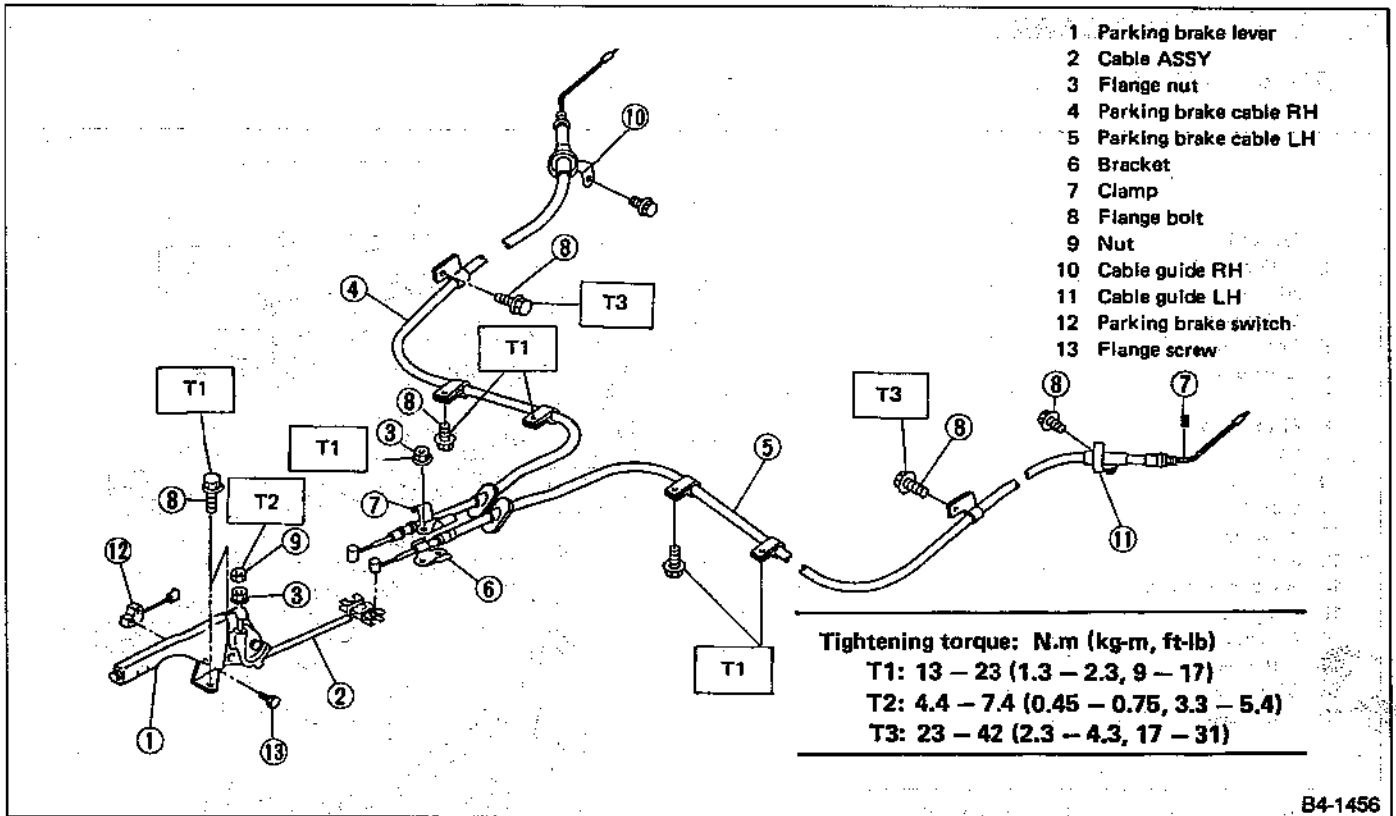 1 Parking brake lever
2 Cable ASSY
3 Flange nut
4 Parking brake cable RH
5 Parking brake cable LH
6 Bracket
7 Clamp
8 Flange bolt
9 Nut
10 Cable guide RH
11 Cable guide LH
12 Parking brake switch
13 Flange screw
10
8
4
T3
T1
T1
8
3
T1
8
T2
7
9
12
3
6
2
1
13
5
T1
T3
8
8
7
11
Tightening torque: N.m (kg-m, ft-lb)
T1: 13 – 23 (1.3 – 2.3, 9 – 17)
T2: 4.4 – 7.4 (0.45 – 0.75, 3.3 – 5.4)
T3: 23 – 42 (2.3 – 4.3, 17 – 31)
B4-1456